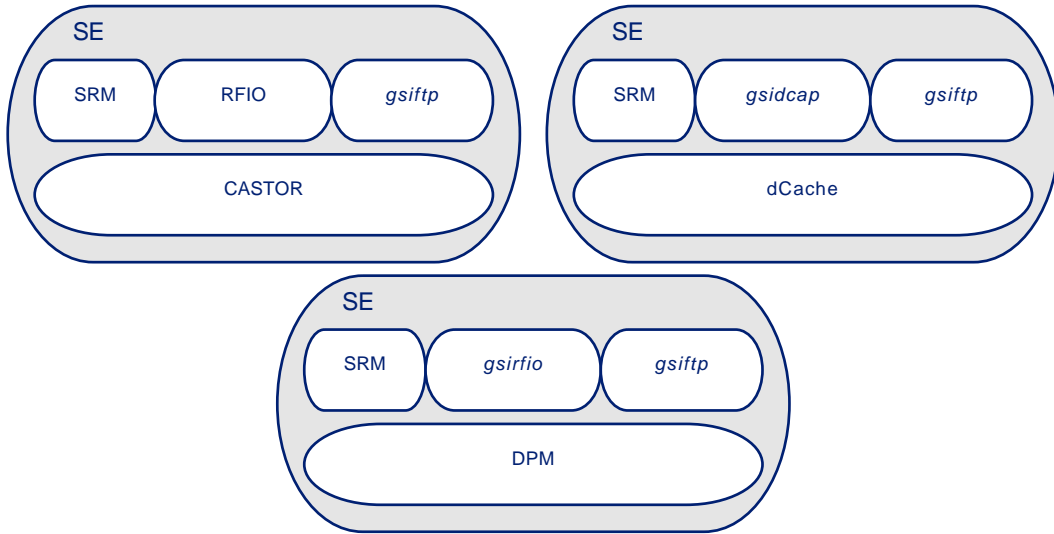 SE
SRM RFIO gsiftp
CASTOR
SE
SRM gsidcap gsiftp
dCache
SE
SRM gsirfio gsiftp
DPM